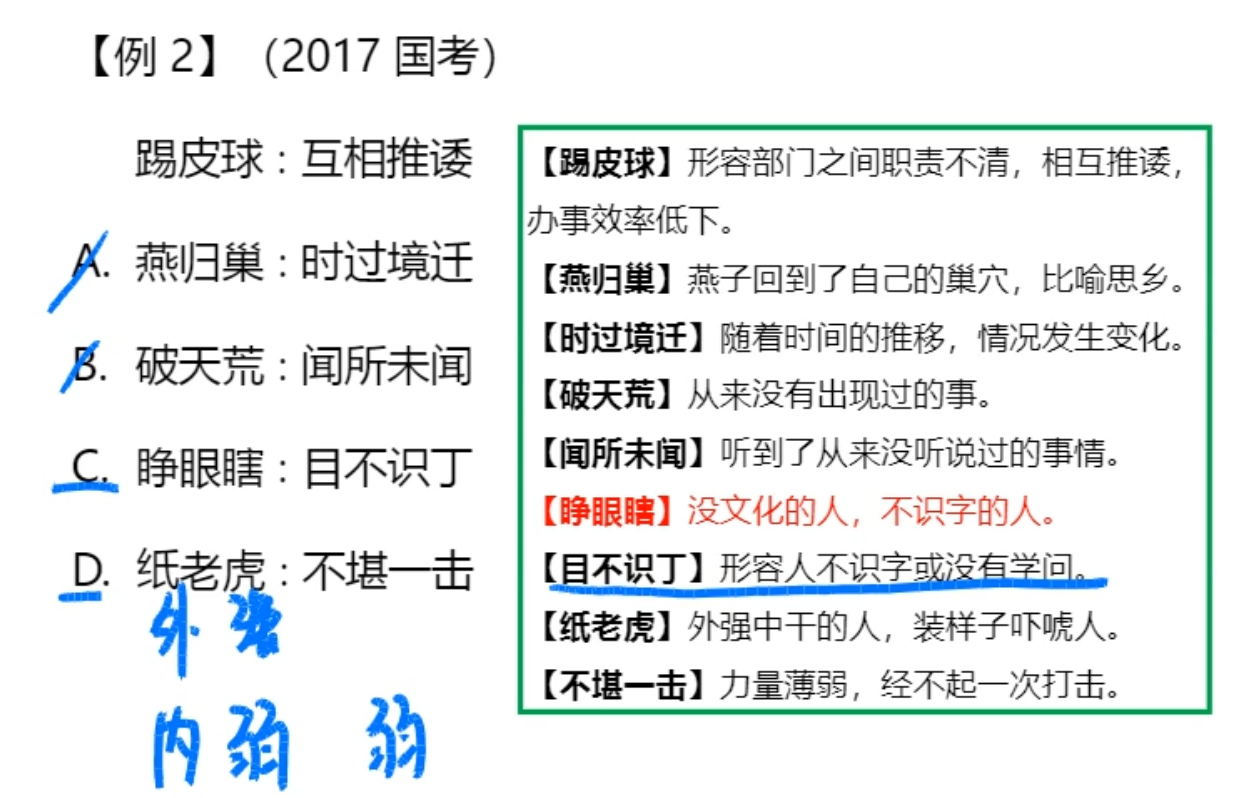 【例 2】（2017 国考）
踢皮球 : 互相推诿
A. 燕归巢 : 时过境迁
B. 破天荒 : 闻所未闻
C. 睁眼瞎 : 目不识丁
D. 纸老虎 : 不堪一击
外强
内弱 弱
【踢皮球】形容部门之间职责不清，相互推诿，
办事效率低下。
【燕归巢】燕子回到了自己的巢穴，比喻思乡。
【时过境迁】随着时间的推移，情况发生变化。
【破天荒】从来没有出现过的事。
【闻所未闻】听到了从来没听说过的事情。
【睁眼瞎】没文化的人，不识字的人。
【目不识丁】形容人不识字或没有学问。
【纸老虎】外强中干的人，装样子吓唬人。
【不堪一击】力量薄弱，经不起一次打击。